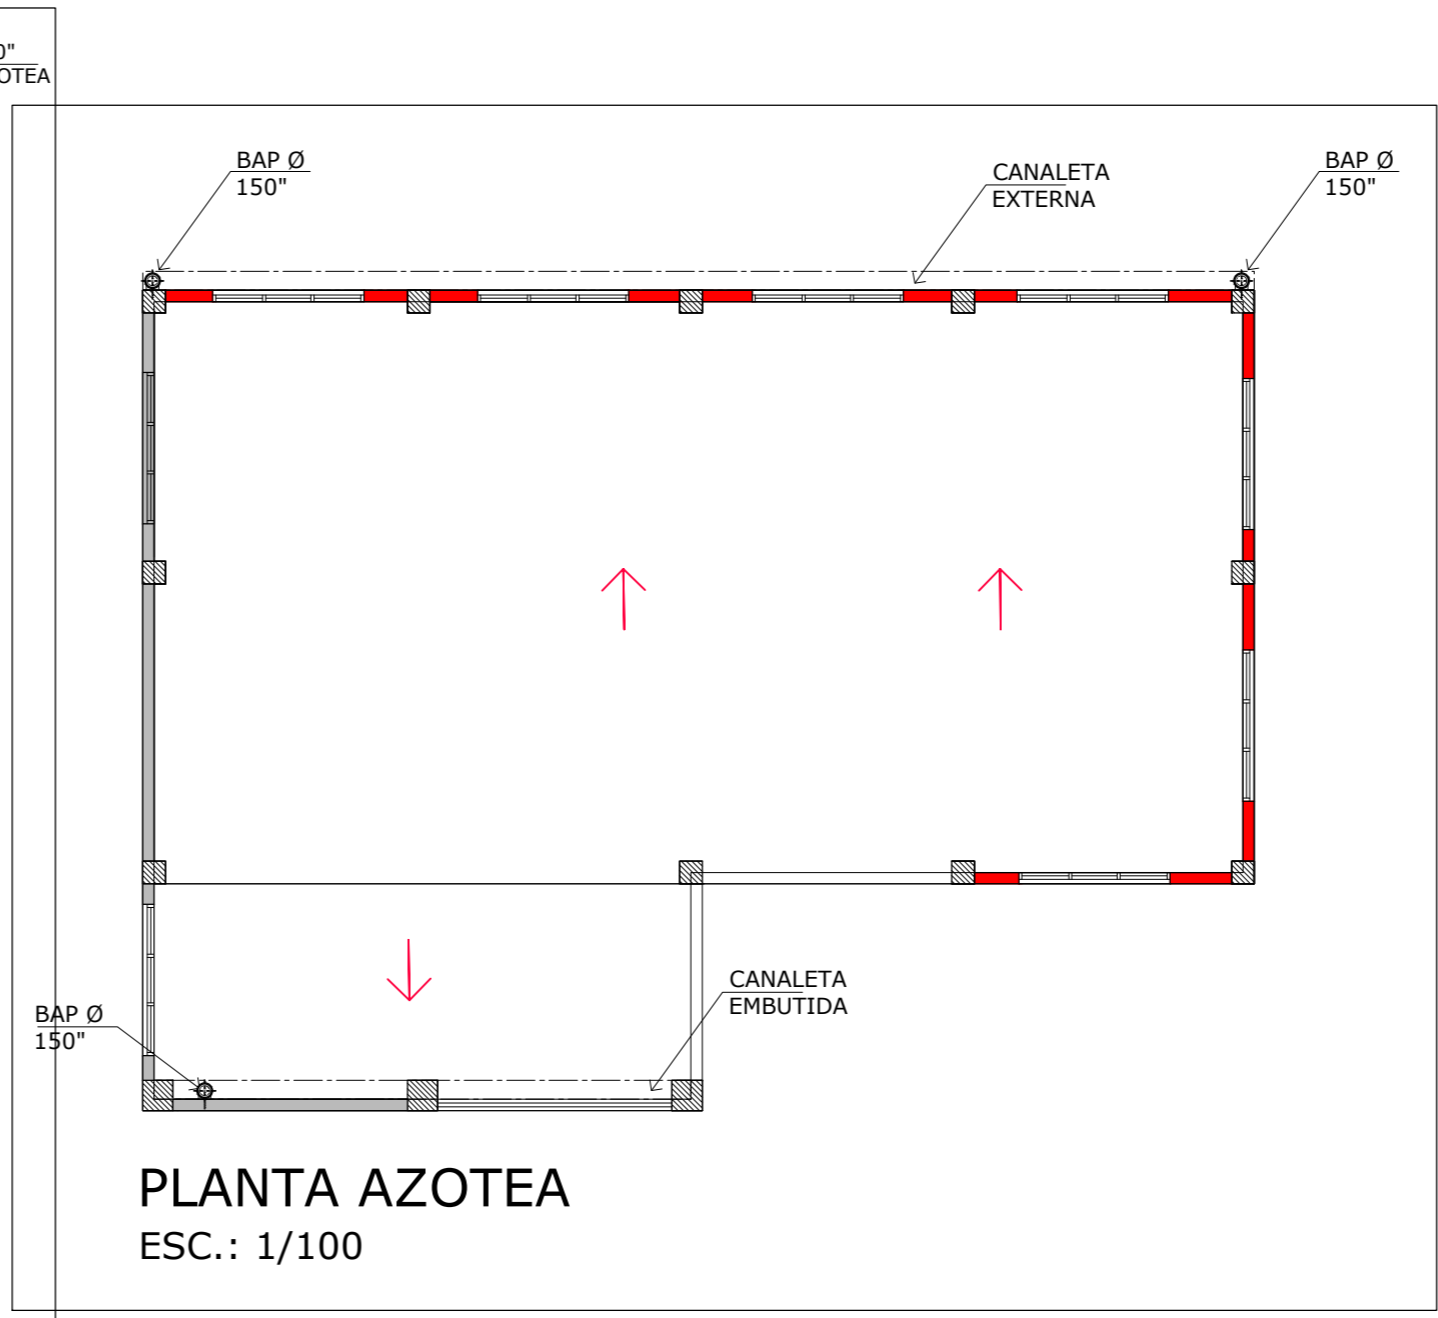 0"
OTEA
BAP Ø
150"
CANALETA
EXTERNA
BAP Ø
150"
CANALETA
EMBUTIDA
BAP Ø
150"
PLANTA AZOTEA
ESC.: 1/100